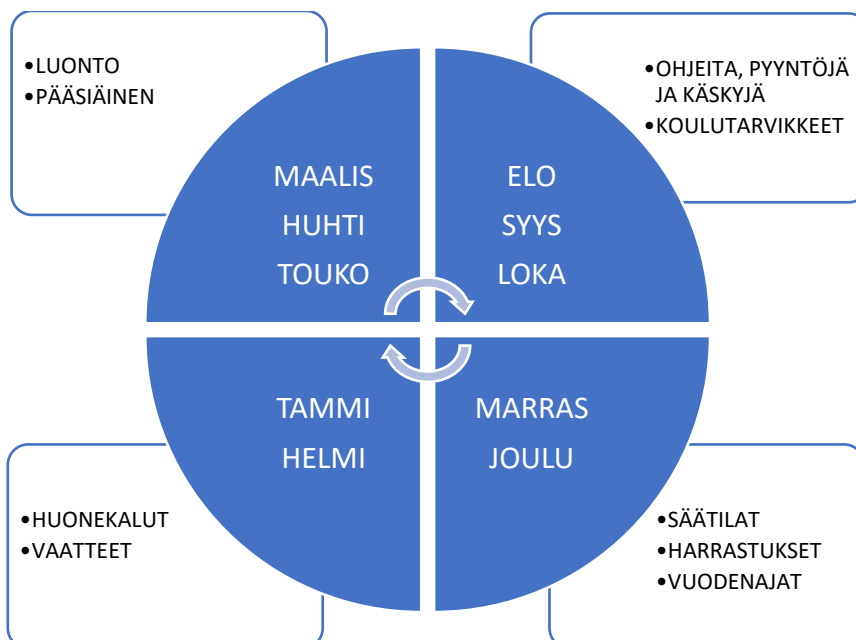 •LUONTO
•PÄÄSIÄINEN
•OHJEITA, PYYNTÖJÄ
JA KÄSKYJÄ
•KOULUTARVIKKEET
MAALIS
HUHTI
TOUKO
ELO
SYYS
LOKA
TAMMI
HELMI
MARRAS
JOULU
•HUONEKALUT
•VAATTEET
•SÄÄTILAT
•HARRASTUKSET
•VUODENAJAT